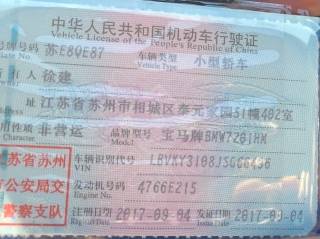 中华人民共和国机动车行驶证
Vehicle License of the People's Republic of China
号牌号码 苏E8QE87 车辆类型 小型轿车
Vehicle Type
有人 徐建
址 江苏省苏州市相城区泰元家园51幢402室
用性质 非营运 品牌型号 宝马牌BMW7201HM
Character Model
苏省苏州 车辆识别代号
VIN
市公安局交 发动机号码 4766E215
Engine No.
警察支队 注册日期 2017-09-04 发证日期 2017-09-04
Issue Date